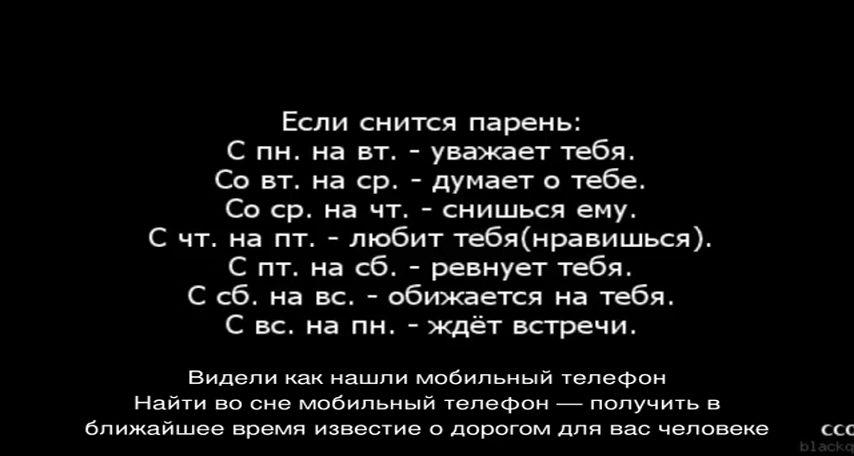 Если снится парень:
С пн. на вт. - уважает тебя.
Со вт. на ср. - думает о тебе.
Со ср. на чт. - снишься ему.
С чт. на пт. - любит тебя(нравишься).
С пт. на сб. - ревнует тебя.
С сб. на вс. - обижается на тебя.
С вс. на пн. - ждёт встречи.
Видели как нашли мобильный телефон
Найти во сне мобильный телефон — получить в
ближайшее время известие о дорогом для вас человеке